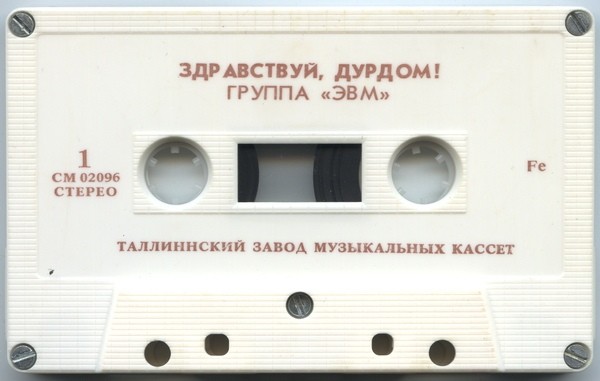 ЗДРАВСТВУЙ, ДУРДОМ!
ГРУППА «ЭВМ»
1
СМ 02096
СТЕРЕО
Fe
ТАЛЛИННСКИЙ ЗАВОД МУЗЫКАЛЬНЫХ КАССЕТ